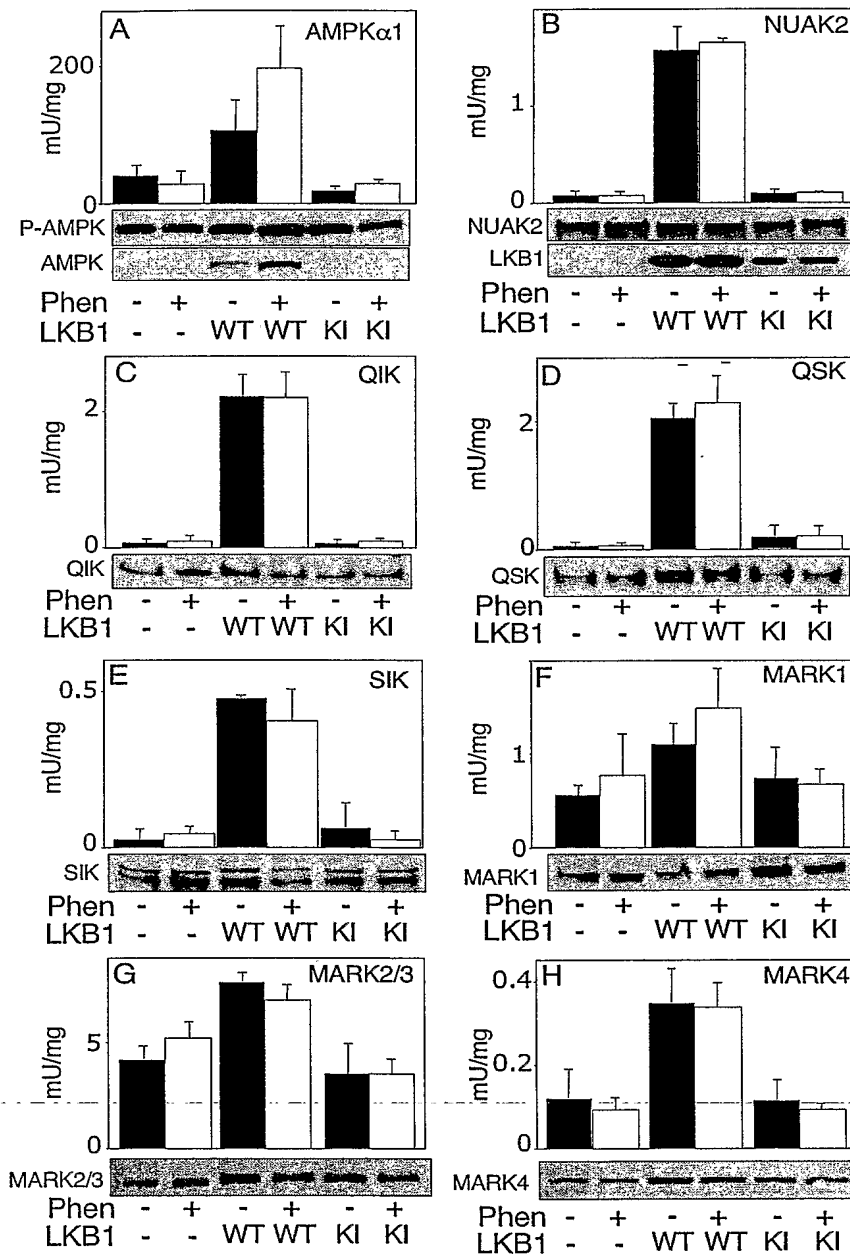 A
AMPKα1
200
mU/mg
0
P-AMPK
AMPK
Phen - + - + - +
LKB1 - - WT WT KI KI
B
NUAK2
1
mU/mg
0
NUAK2
LKB1
Phen - + - + - +
LKB1 - - WT WT KI KI
C
QIK
2
mU/mg
0
QIK
Phen - + - + - +
LKB1 - - WT WT KI KI
D
QSK
2
mU/mg
0
QSK
Phen - + - + - +
LKB1 - - WT WT KI KI
E
SIK
0.5
mU/mg
0
SIK
Phen - + - + - +
LKB1 - - WT WT KI KI
F
MARK1
1
mU/mg
0
MARK1
Phen - + - + - +
LKB1 - - WT WT KI KI
G
MARK2/3
5
mU/mg
0
MARK2/3
Phen - + - + - +
LKB1 - - WT WT KI KI
H
MARK4
0.4
0.2
mU/mg
0
MARK4
Phen - + - + - +
LKB1 - - WT WT KI KI